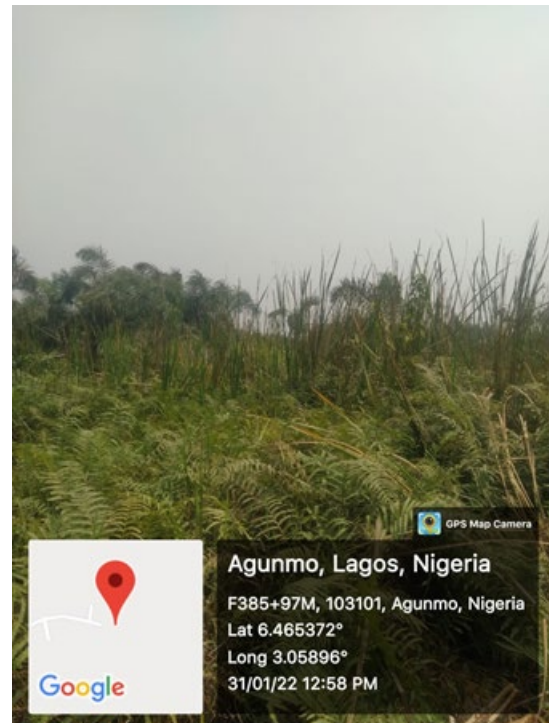 GPS Map Camera
Agunmo, Lagos, Nigeria
F385+97M, 103101, Agunmo, Nigeria
Lat 6.465372°
Long 3.05896°
31/01/22 12:58 PM
Google